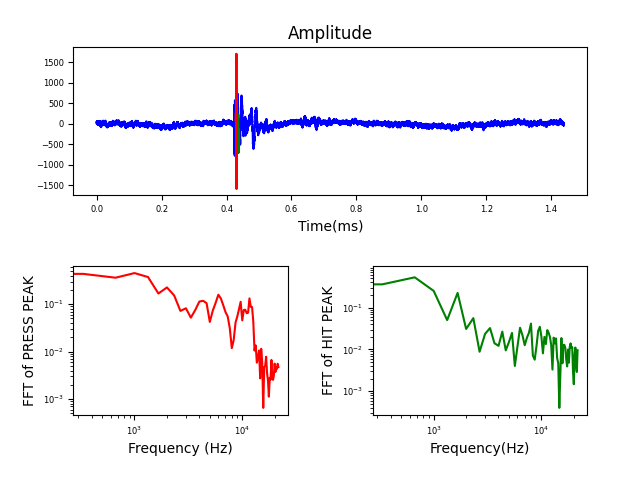 Amplitude
1500
1000
500
0
−500
−1000
−1500
0.0 0.2 0.4 0.6 0.8 1.0 1.2 1.4
Time(ms)
FFT of PRESS PEAK
10⁻¹
10⁻²
10⁻³
10³ 10⁴
Frequency (Hz)
FFT of HIT PEAK
10⁻¹
10⁻²
10⁻³
10³ 10⁴
Frequency(Hz)